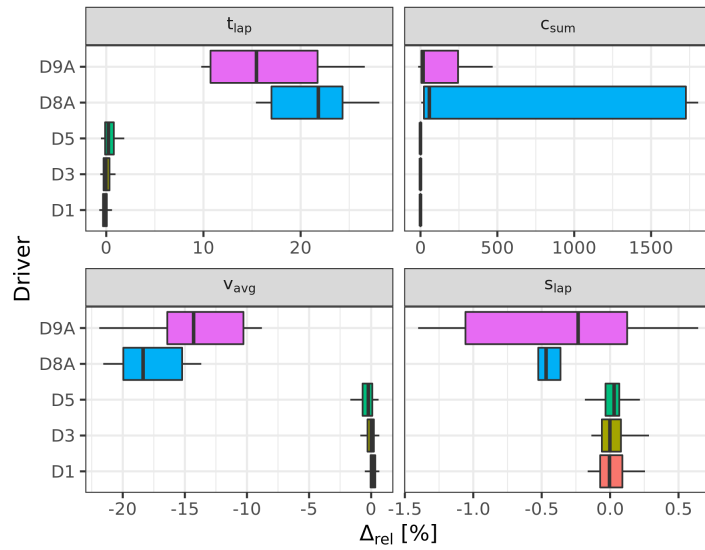 t_lap c_sum
D9A
D8A
D5
D3
D1
0 10 20 0 500 1000 1500
v_avg s_lap
D9A
D8A
D5
D3
D1
-20 -15 -10 -5 0 -1.5 -1.0 -0.5 0.0 0.5
Δ_rel [%]
Driver